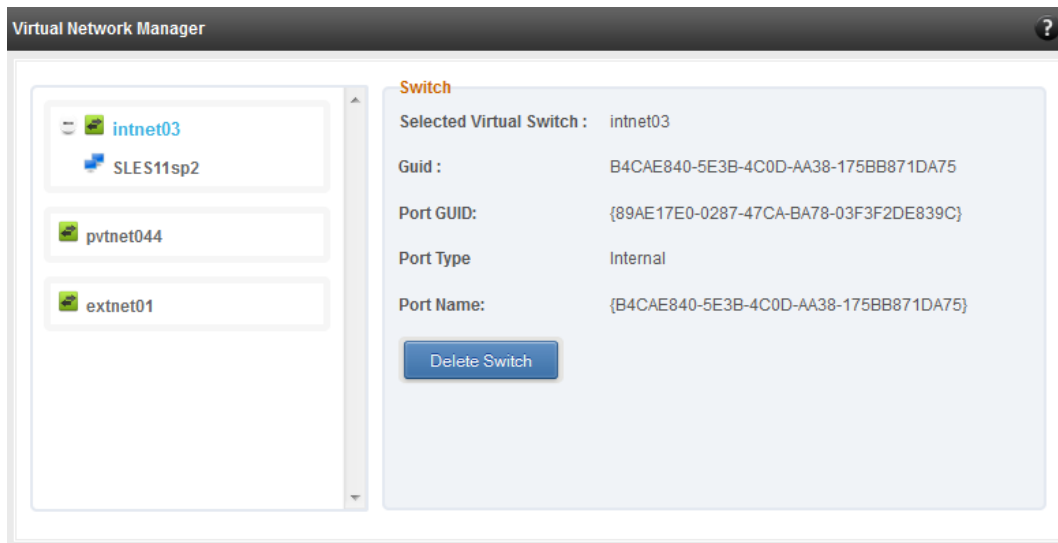 Virtual Network Manager
?
intnet03
SLES11sp2
pvtnet044
extnet01
Switch
Selected Virtual Switch : intnet03
Guid : B4CAE840-5E3B-4C0D-AA38-175BB871DA75
Port GUID: {89AE17E0-0287-47CA-BA78-03F3F2DE839C}
Port Type Internal
Port Name: {B4CAE840-5E3B-4C0D-AA38-175BB871DA75}
Delete Switch